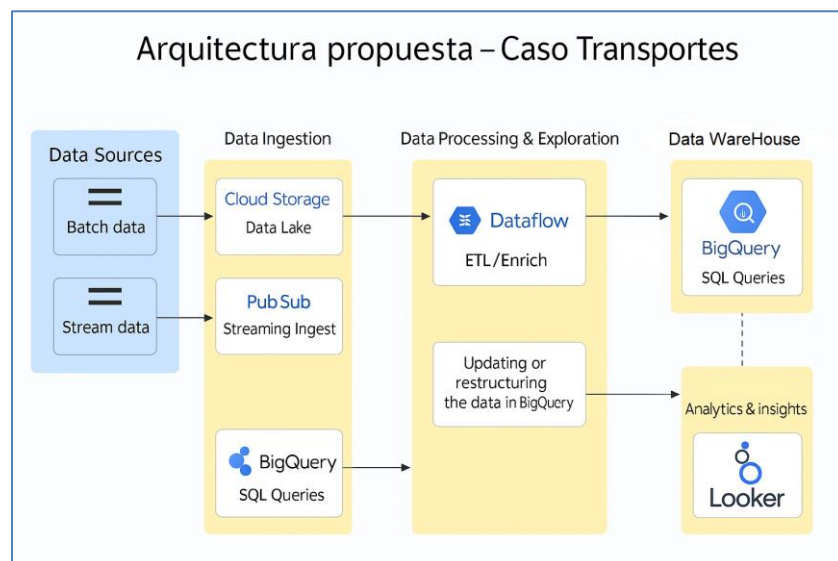 Arquitectura propuesta – Caso Transportes
Data Sources
Batch data
Stream data
Data Ingestion
Cloud Storage
Data Lake
Pub Sub
Streaming Ingest
BigQuery
SQL Queries
Data Processing & Exploration
Dataflow
ETL/Enrich
Updating or
restructuring
the data in BigQuery
Data WareHouse
BigQuery
SQL Queries
Analytics & insights
Looker